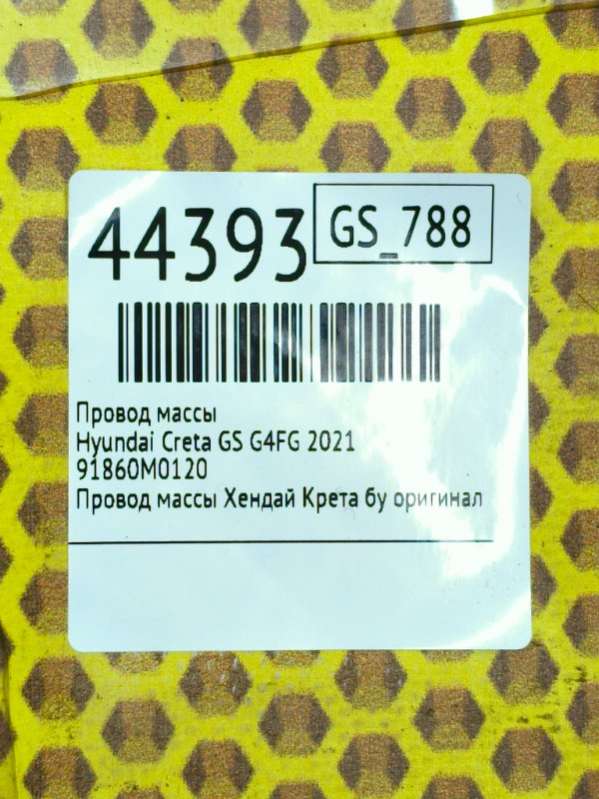 44393
GS_788
Провод массы
Hyundai Creta GS G4FG 2021
91860M0120
Провод массы Хендай Крета бу оригинал